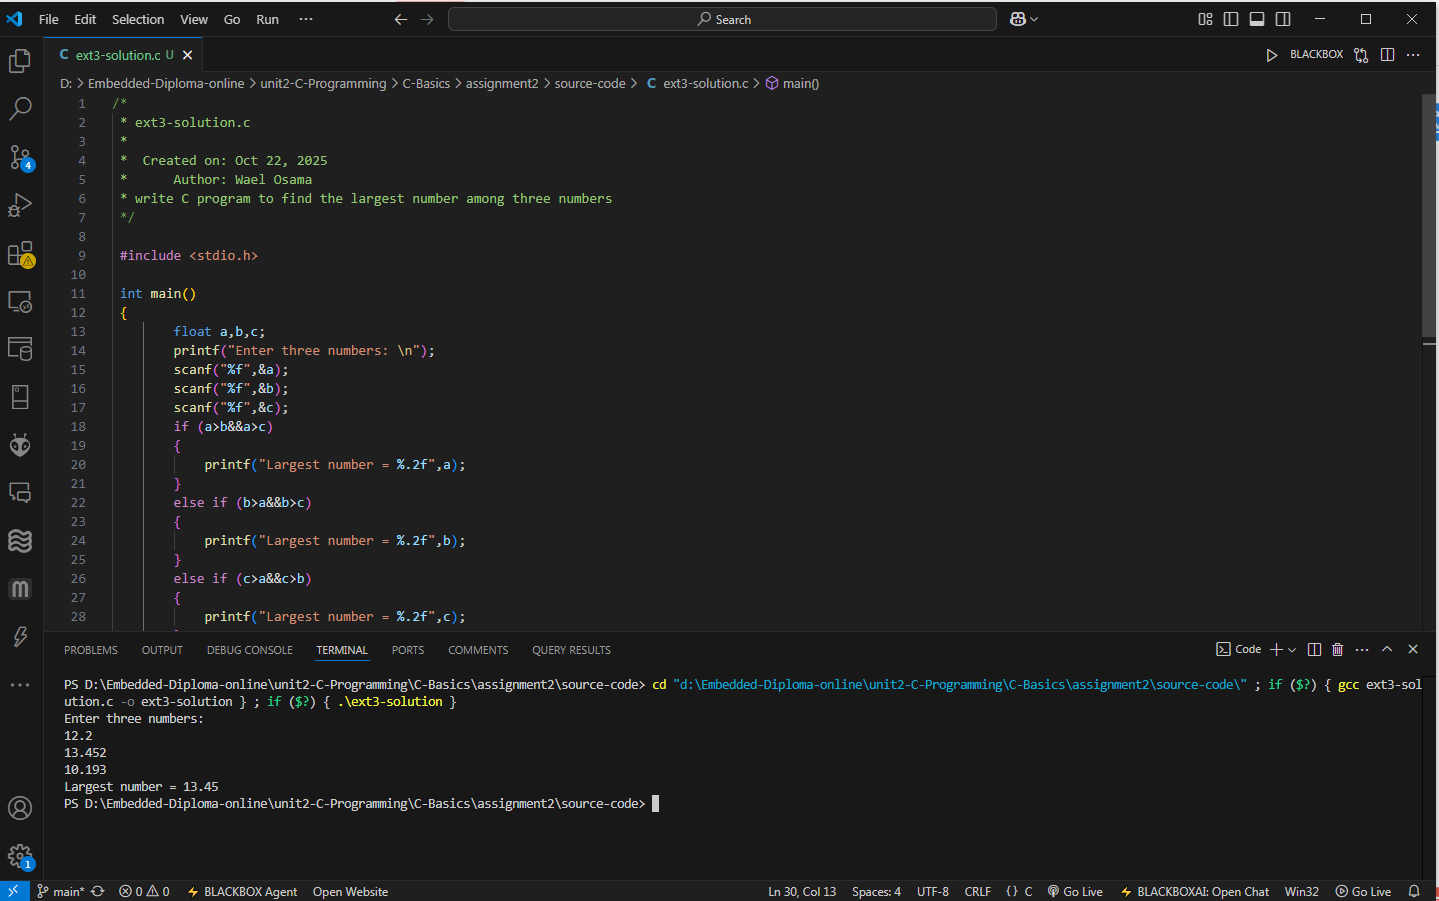 File Edit Selection View Go Run ··· Search
ext3-solution.c U
BLACKBOX
D: > Embedded-Diploma-online > unit2-C-Programming > C-Basics > assignment2 > source-code > C ext3-solution.c > main()
1 /*
2 * ext3-solution.c
3 *
4 * Created on: Oct 22, 2025
5 * Author: Wael Osama
6 * write C program to find the largest number among three numbers
7 */
8
9 #include <stdio.h>
10
11 int main()
12 {
13 float a,b,c;
14 printf("Enter three numbers: \n");
15 scanf("%f",&a);
16 scanf("%f",&b);
17 scanf("%f",&c);
18 if (a>b&&a>c)
19 {
20 printf("Largest number = %.2f",a);
21 }
22 else if (b>a&&b>c)
23 {
24 printf("Largest number = %.2f",b);
25 }
26 else if (c>a&&c>b)
27 {
28 printf("Largest number = %.2f",c);
4
PROBLEMS OUTPUT DEBUG CONSOLE TERMINAL PORTS COMMENTS QUERY RESULTS Code
PS D:\Embedded-Diploma-online\unit2-C-Programming\C-Basics\assignment2\source-code> cd "d:\Embedded-Diploma-online\unit2-C-Programming\C-Basics\assignment2\source-code\" ; if ($?) { gcc ext3-sol
ution.c -o ext3-solution } ; if ($?) { .\ext3-solution }
Enter three numbers:
12.2
13.452
10.193
Largest number = 13.45
PS D:\Embedded-Diploma-online\unit2-C-Programming\C-Basics\assignment2\source-code>
1
main* 0 0 BLACKBOX Agent Open Website Ln 30, Col 13 Spaces: 4 UTF-8 CRLF {} C Go Live BLACKBOXAI: Open Chat Win32 Go Live